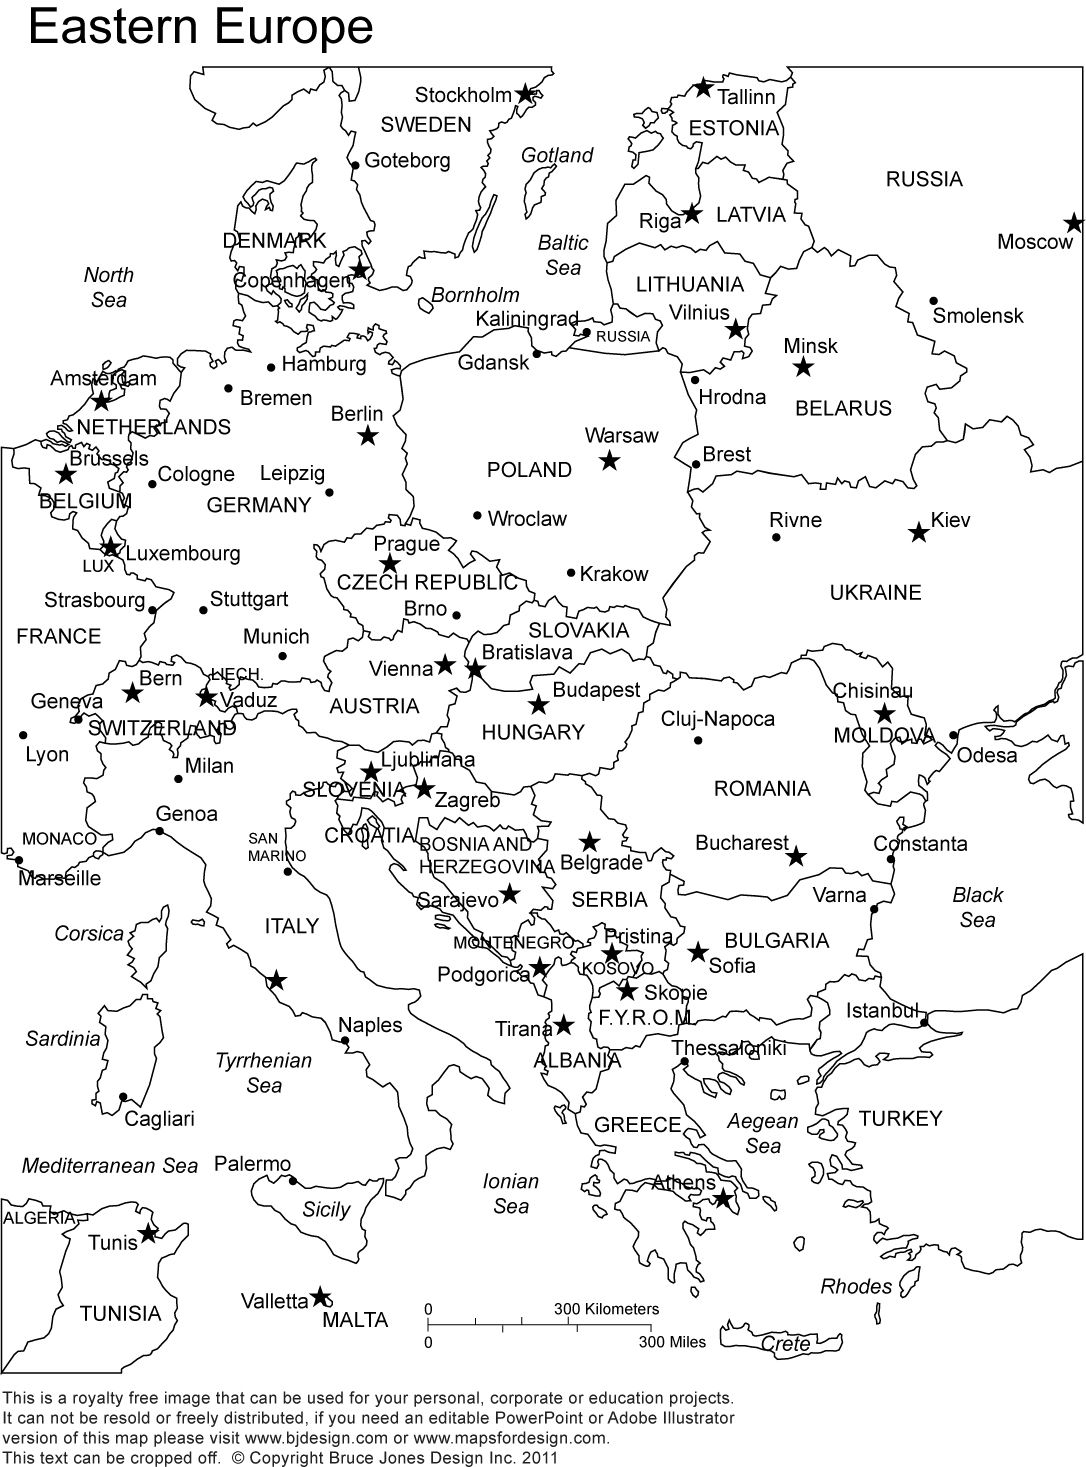 Eastern Europe
Stockholm
SWEDEN
Tallinn
ESTONIA
Goteborg
Gotland
RUSSIA
Riga
LATVIA
Moscow
DENMARK
Baltic
Sea
Copenhagen
North
Sea
LITHUANIA
Bornholm
Vilnius
Kaliningrad
RUSSIA
Smolensk
Minsk
Hamburg
Gdansk
Amsterdam
Bremen
Hrodna
BELARUS
Berlin
NETHERLANDS
Warsaw
Brussels
Brest
Cologne
Leipzig
POLAND
BELGIUM
GERMANY
Wroclaw
Rivne
Kiev
Prague
Luxembourg
LUX
CZECH REPUBLIC
Krakow
UKRAINE
Strasbourg
Stuttgart
Brno
FRANCE
Munich
SLOVAKIA
Bratislava
Vienna
Bern
LIECH.
Vaduz
Geneva
Budapest
Chisinau
AUSTRIA
SWITZERLAND
HUNGARY
Cluj-Napoca
MOLDOVA
Lyon
Odesa
Milan
Ljublinana
SLOVENIA
Zagreb
ROMANIA
Genoa
MONACO
SAN
MARINO
CROATIA
BOSNIA AND
HERZEGOVINA
Belgrade
Bucharest
Constanta
Marseille
Sarajevo
SERBIA
Varna
Black
Sea
Corsica
ITALY
MONTENEGRO
Pristina
BULGARIA
KOSOVO
Sofia
Podgorica
Skopie
F.Y.R.O.M.
Istanbul
Naples
Tirana
Sardinia
Tyrrhenian
Sea
ALBANIA
Thessaloniki
Cagliari
GREECE
Aegean
Sea
TURKEY
Mediterranean Sea
Palermo
Ionian
Sea
Athens
Sicily
ALGERIA
Tunis
Rhodes
TUNISIA
Valletta
MALTA
0
300 Kilometers
0
300 Miles
Crete
This is a royalty free image that can be used for your personal, corporate or education projects.
It can not be resold or freely distributed, if you need an editable PowerPoint or Adobe Illustrator
version of this map please visit www.bjdesign.com or www.mapsfordesign.com.
This text can be cropped off. © Copyright Bruce Jones Design Inc. 2011